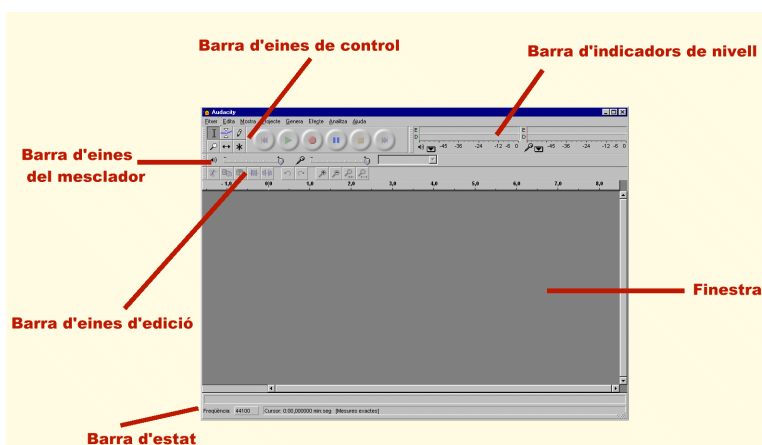 Barra d'eines de control
Barra d'indicadors de nivell
Audacity
Fitxer Edita Mostra Projecte Genera Efecte Analitza Ajuda
E E
D D
-45 -36 -24 -12 -6 0 -45 -36 -24 -12 -6 0
Barra d'eines
del mesclador
- 1,0 0,0 1,0 2,0 3,0 4,0 5,0 6,0 7,0 8,0
Finestra
Barra d'eines d'edició
Freqüència: 44100 Cursor: 0:00,000000 min:seg [Mesures exactes]
Barra d'estat